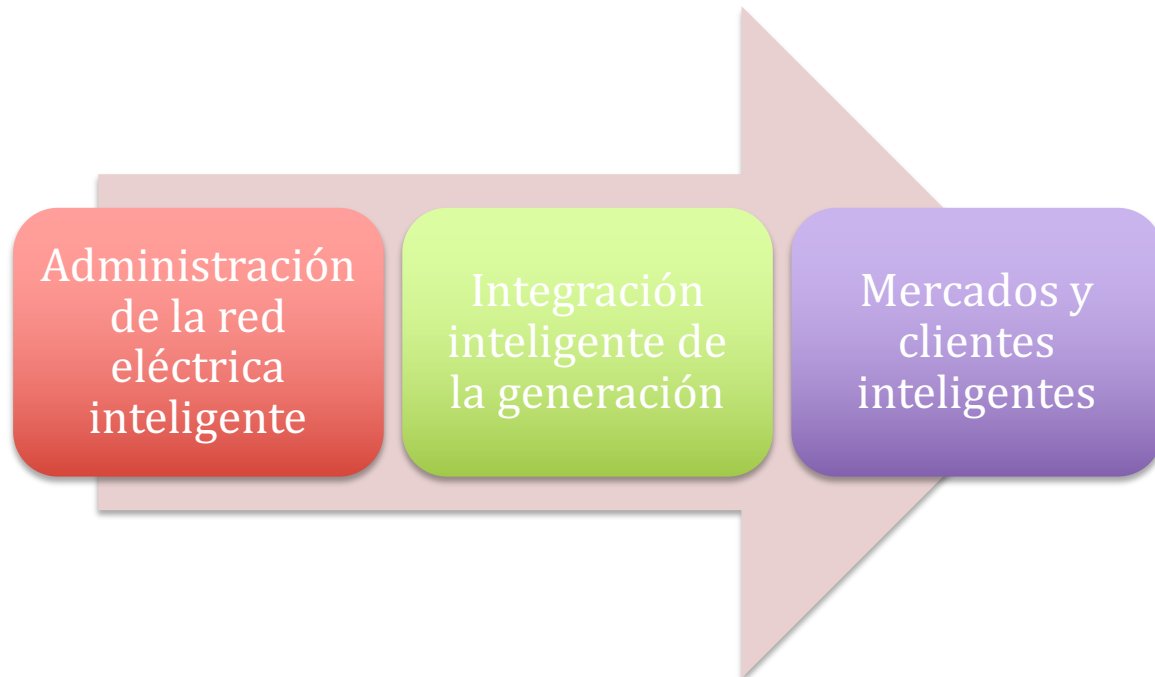 Administración
de la red
eléctrica
inteligente
Integración
inteligente de
la generación
Mercados y
clientes
inteligentes